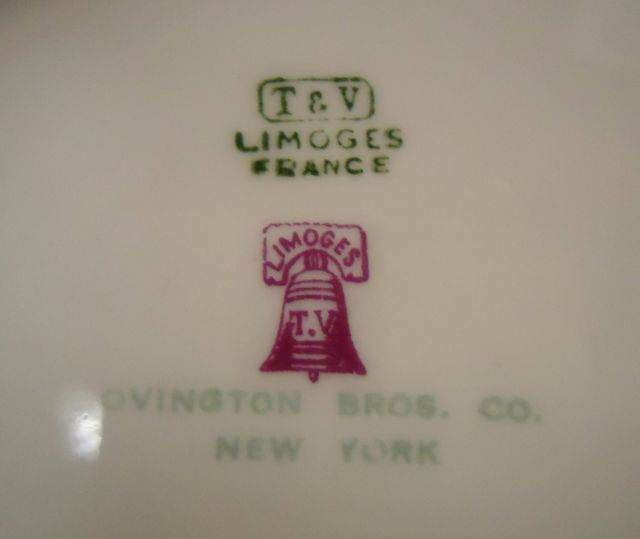 T & V
LIMOGES
FRANCE
LIMOGES
T.V
OVINGTON BROS. CO.
NEW YORK